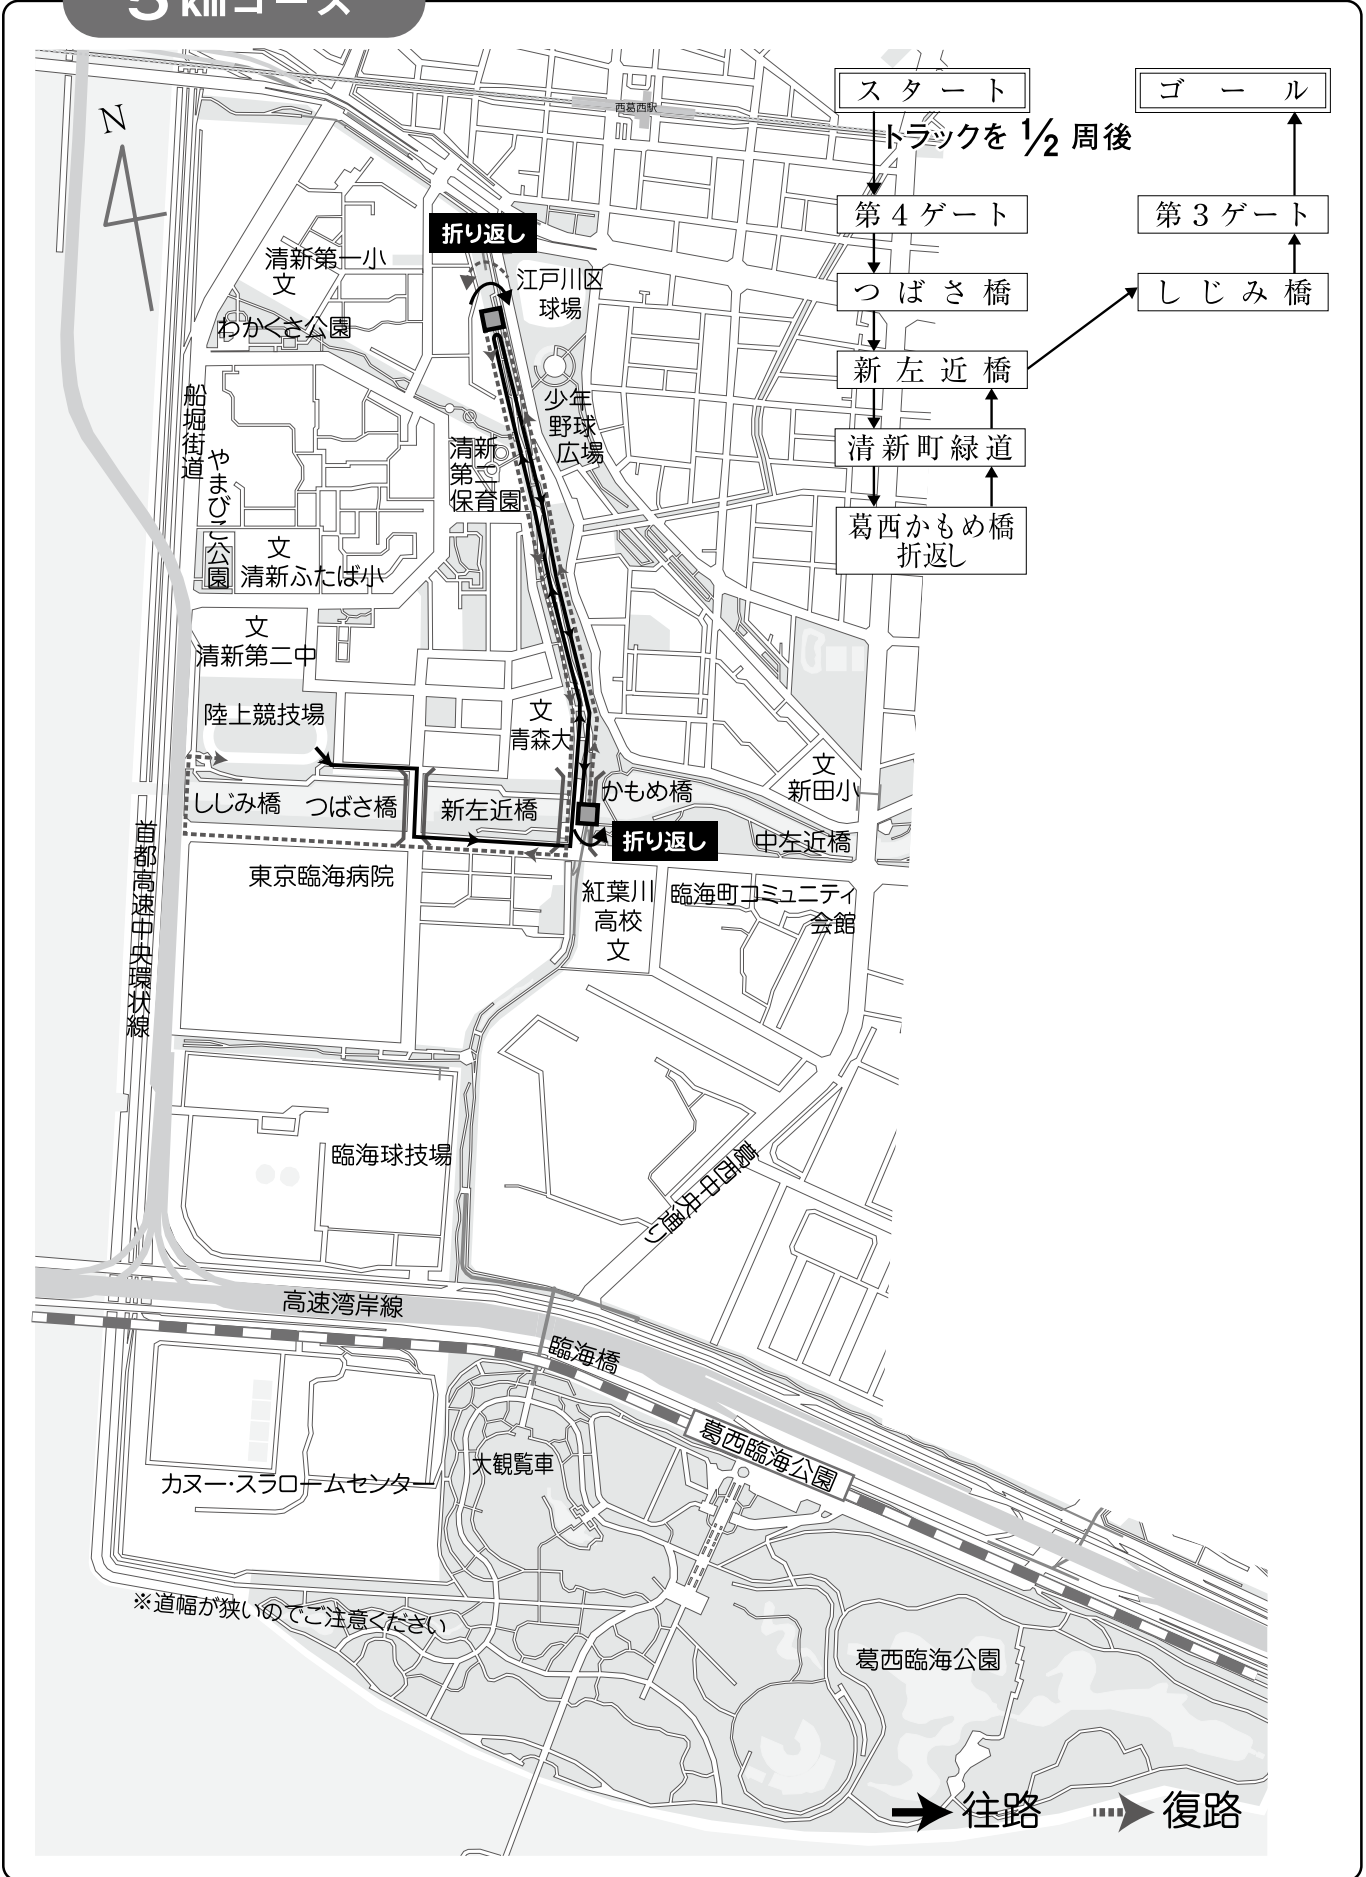 5kmコース
スタート
トラックを 1/2 周後
第4ゲート
つばさ橋
新左近橋
清新町緑道
葛西かもめ橋
折返し
ゴール
第3ゲート
しじみ橋
N
西葛西駅
折り返し
清新第一小
文
江戸川区
球場
わかくさ公園
船堀街道
少年
野球
広場
清新
第二
保育園
やまびこ公園
文
清新ふたば小
文
清新第二中
陸上競技場
文
青森大
しじみ橋
つばさ橋
新左近橋
かもめ橋
折り返し
文
新田小
中左近橋
首都高速中央環状線
東京臨海病院
紅葉川
高校
文
臨海町コミュニティ
会館
臨海球技場
葛西中央通り
高速湾岸線
臨海橋
葛西臨海公園
大観覧車
カヌー・スラロームセンター
※道幅が狭いのでご注意ください
葛西臨海公園
往路
復路